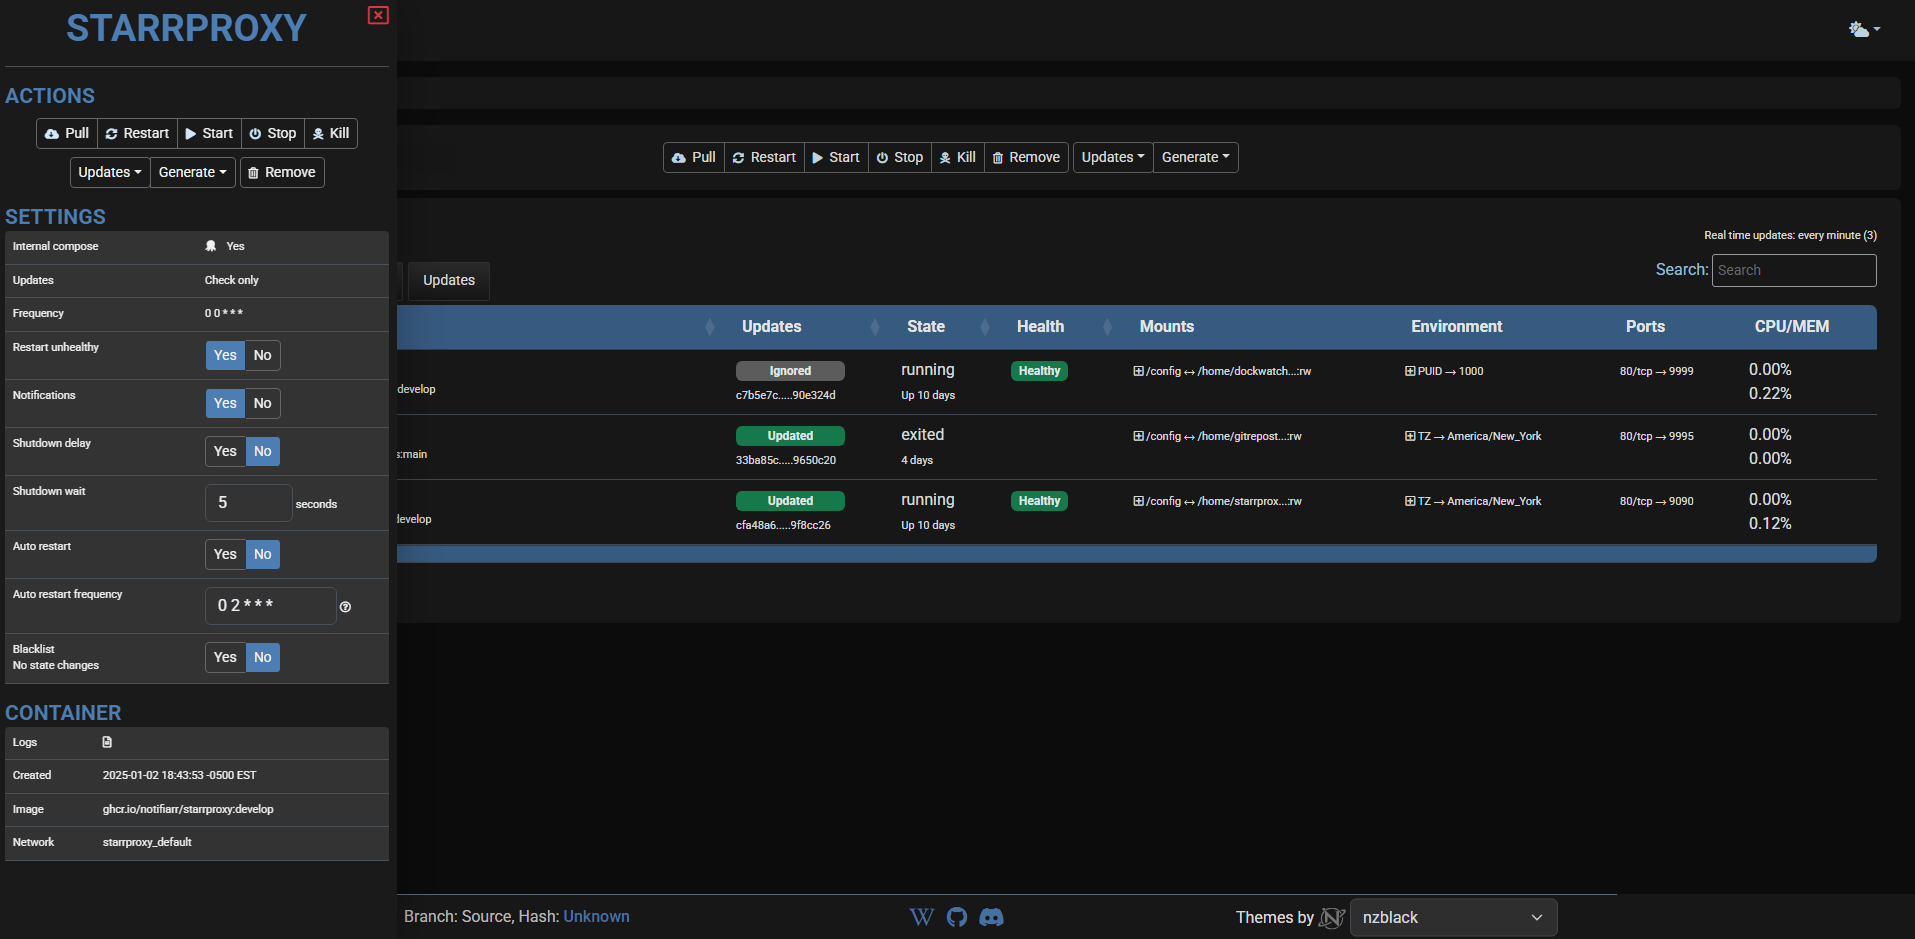 STARRPROXY
ACTIONS
Pull Restart Start Stop Kill
Updates Generate Remove
SETTINGS
Internal compose Yes
Updates Check only
Frequency 0 0 * * *
Restart unhealthy Yes No
Notifications Yes No
Shutdown delay Yes No
Shutdown wait 5 seconds
Auto restart Yes No
Auto restart frequency 0 2 * * *
Blacklist Yes No
No state changes
CONTAINER
Logs
Created 2025-01-02 18:43:53 -0500 EST
Image ghcr.io/notifiarr/starrproxy:develop
Network starrproxy_default
Pull Restart Start Stop Kill Remove Updates Generate
Real time updates: every minute (3)
Updates
Search: Search
Updates State Health Mounts Environment Ports CPU/MEM
Ignored running Healthy /config ↔ /home/dockwatch...:rw PUID → 1000 80/tcp → 9999 0.00%
:develop c7b5e7c.....90e324d Up 10 days 0.22%
Updated exited /config ↔ /home/gitrepost...:rw TZ → America/New_York 80/tcp → 9995 0.00%
s:main 33ba85c.....9650c20 4 days 0.00%
Updated running Healthy /config ↔ /home/starrprox...:rw TZ → America/New_York 80/tcp → 9090 0.00%
develop cfa48a6.....9f8cc26 Up 10 days 0.12%
Branch: Source, Hash: Unknown
Themes by nzblack